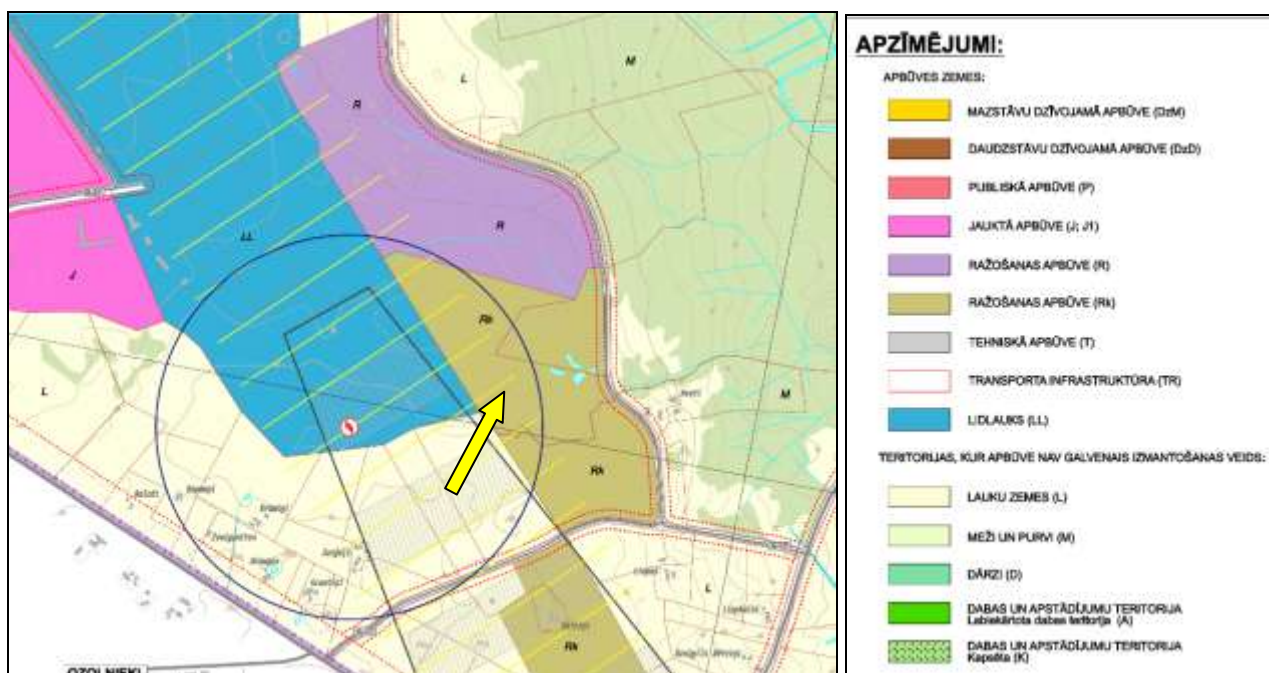 L
M
R
R
LL
J
Rk
L
M
Rk
L
Rk
OZOLNIEKI
APZĪMĒJUMI:
APBŪVES ZEMES:
MAZSTĀVU DZĪVOJAMĀ APBŪVE (DzM)
DAUDZSTĀVU DZĪVOJAMĀ APBŪVE (DzD)
PUBLISKĀ APBŪVE (P)
JAUKTĀ APBŪVE (J; J1)
RAŽOŠANAS APBŪVE (R)
RAŽOŠANAS APBŪVE (Rk)
TEHNISKĀ APBŪVE (T)
TRANSPORTA INFRASTRUKTŪRA (TR)
LIDLAUKS (LL)
TERITORIJAS, KUR APBŪVE NAV GALVENAIS IZMANTOŠANAS VEIDS:
LAUKU ZEMES (L)
MEŽI UN PURVI (M)
DĀRZI (D)
DABAS UN APSTĀDĪJUMU TERITORIJA
Labiekārtota dabas teritorija (A)
DABAS UN APSTĀDĪJUMU TERITORIJA
Kapsēta (K)